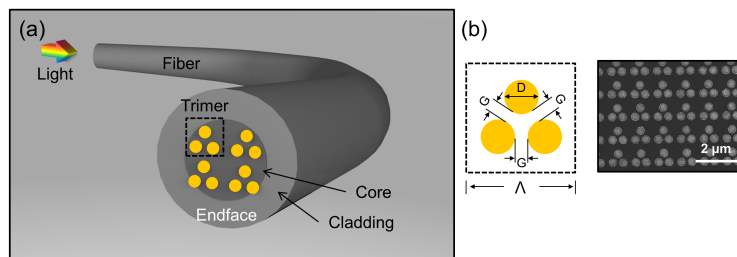 (a)
Light
Fiber
Trimer
Core
Endface
Cladding
(b)
D
G
G
G
Λ
2 μm